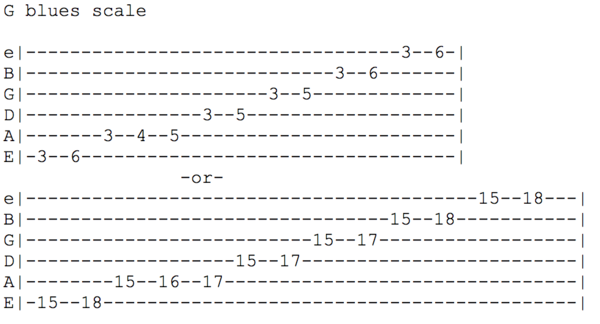 G blues scale
e|----------------------------------3--6-|
B|----------------------------3--6-------|
G|----------------------3--5-------------|
D|----------------3--5-------------------|
A|-------3--4--5-------------------------|
E|-3--6----------------------------------|
-or-
e|-----------------------------------------15--18---|
B|---------------------------------15--18-----------|
G|--------------------------15--17------------------|
D|-------------------15--17-------------------------|
A|--------15--16--17--------------------------------|
E|-15--18-------------------------------------------|